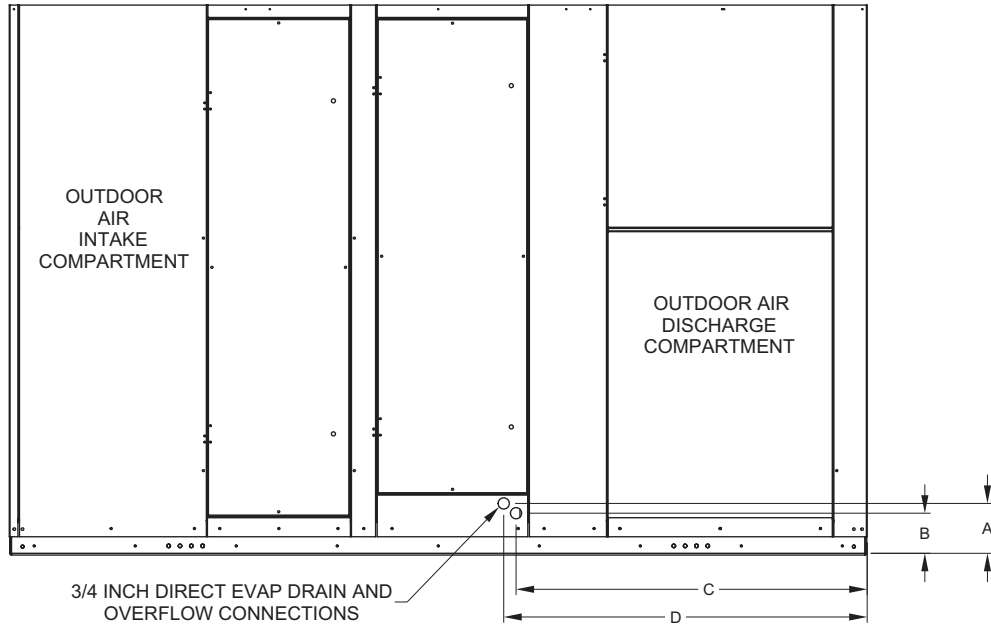 OUTDOOR
AIR
INTAKE
COMPARTMENT
OUTDOOR AIR
DISCHARGE
COMPARTMENT
B
A
C
D
3/4 INCH DIRECT EVAP DRAIN AND
OVERFLOW CONNECTIONS